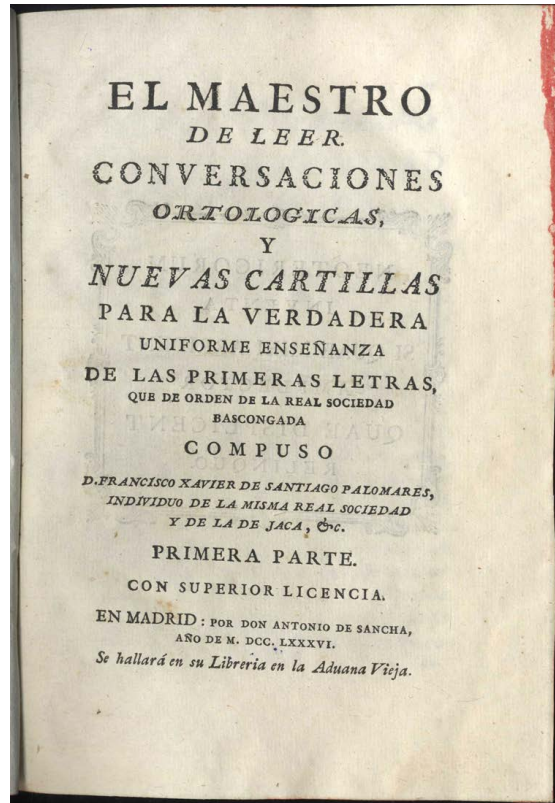 EL MAESTRO
DE LEER.
CONVERSACIONES
ORTOLOGICAS,
Y
NUEVAS CARTILLAS
PARA LA VERDADERA
UNIFORME ENSEÑANZA
DE LAS PRIMERAS LETRAS,
QUE DE ORDEN DE LA REAL SOCIEDAD
BASCONGADA
COMPUSO
D. FRANCISCO XAVIER DE SANTIAGO PALOMARES,
INDIVIDUO DE LA MISMA REAL SOCIEDAD
Y DE LA DE JACA, &c.
PRIMERA PARTE.
CON SUPERIOR LICENCIA.
EN MADRID : POR DON ANTONIO DE SANCHA,
AÑO DE M. DCC. LXXXVI.
Se hallará en su Libreria en la Aduana Vieja.